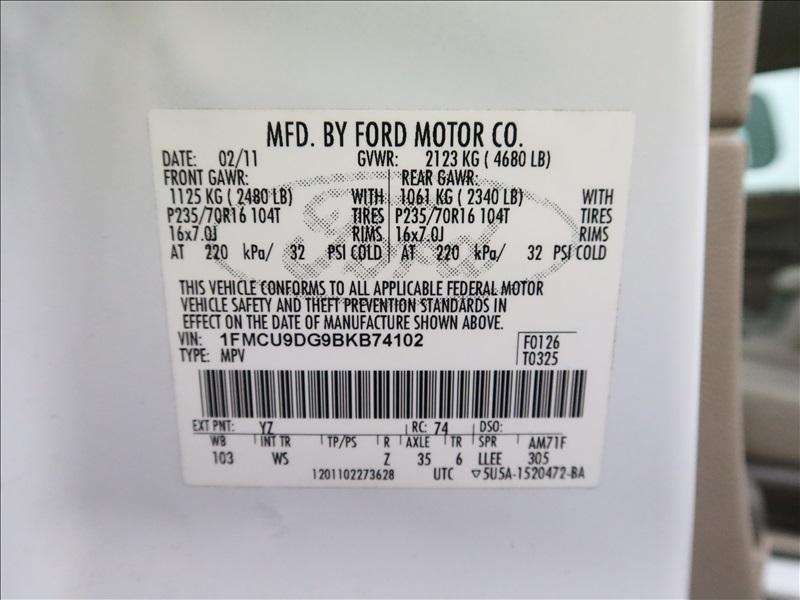 MFD. BY FORD MOTOR CO.
DATE: 02/11 GVWR: 2123 KG ( 4680 LB)
FRONT GAWR: REAR GAWR:
1125 KG ( 2480 LB) WITH 1061 KG ( 2340 LB) WITH
P235/70R16 104T TIRES P235/70R16 104T TIRES
16x7.0J RIMS 16x7.0J RIMS
AT 220 kPa/ 32 PSI COLD AT 220 kPa/ 32 PSI COLD
Ford
THIS VEHICLE CONFORMS TO ALL APPLICABLE FEDERAL MOTOR
VEHICLE SAFETY AND THEFT PREVENTION STANDARDS IN
EFFECT ON THE DATE OF MANUFACTURE SHOWN ABOVE.
VIN: 1FMCU9DG9BKB74102 F0126
TYPE: MPV T0325
EXT PNT: YZ RC: 74 DSO:
WB INT TR TP/PS R AXLE TR SPR AM71F
103 WS Z 35 6 LLEE 305
1201102273628 UTC ▽5U5A-1520472-BA